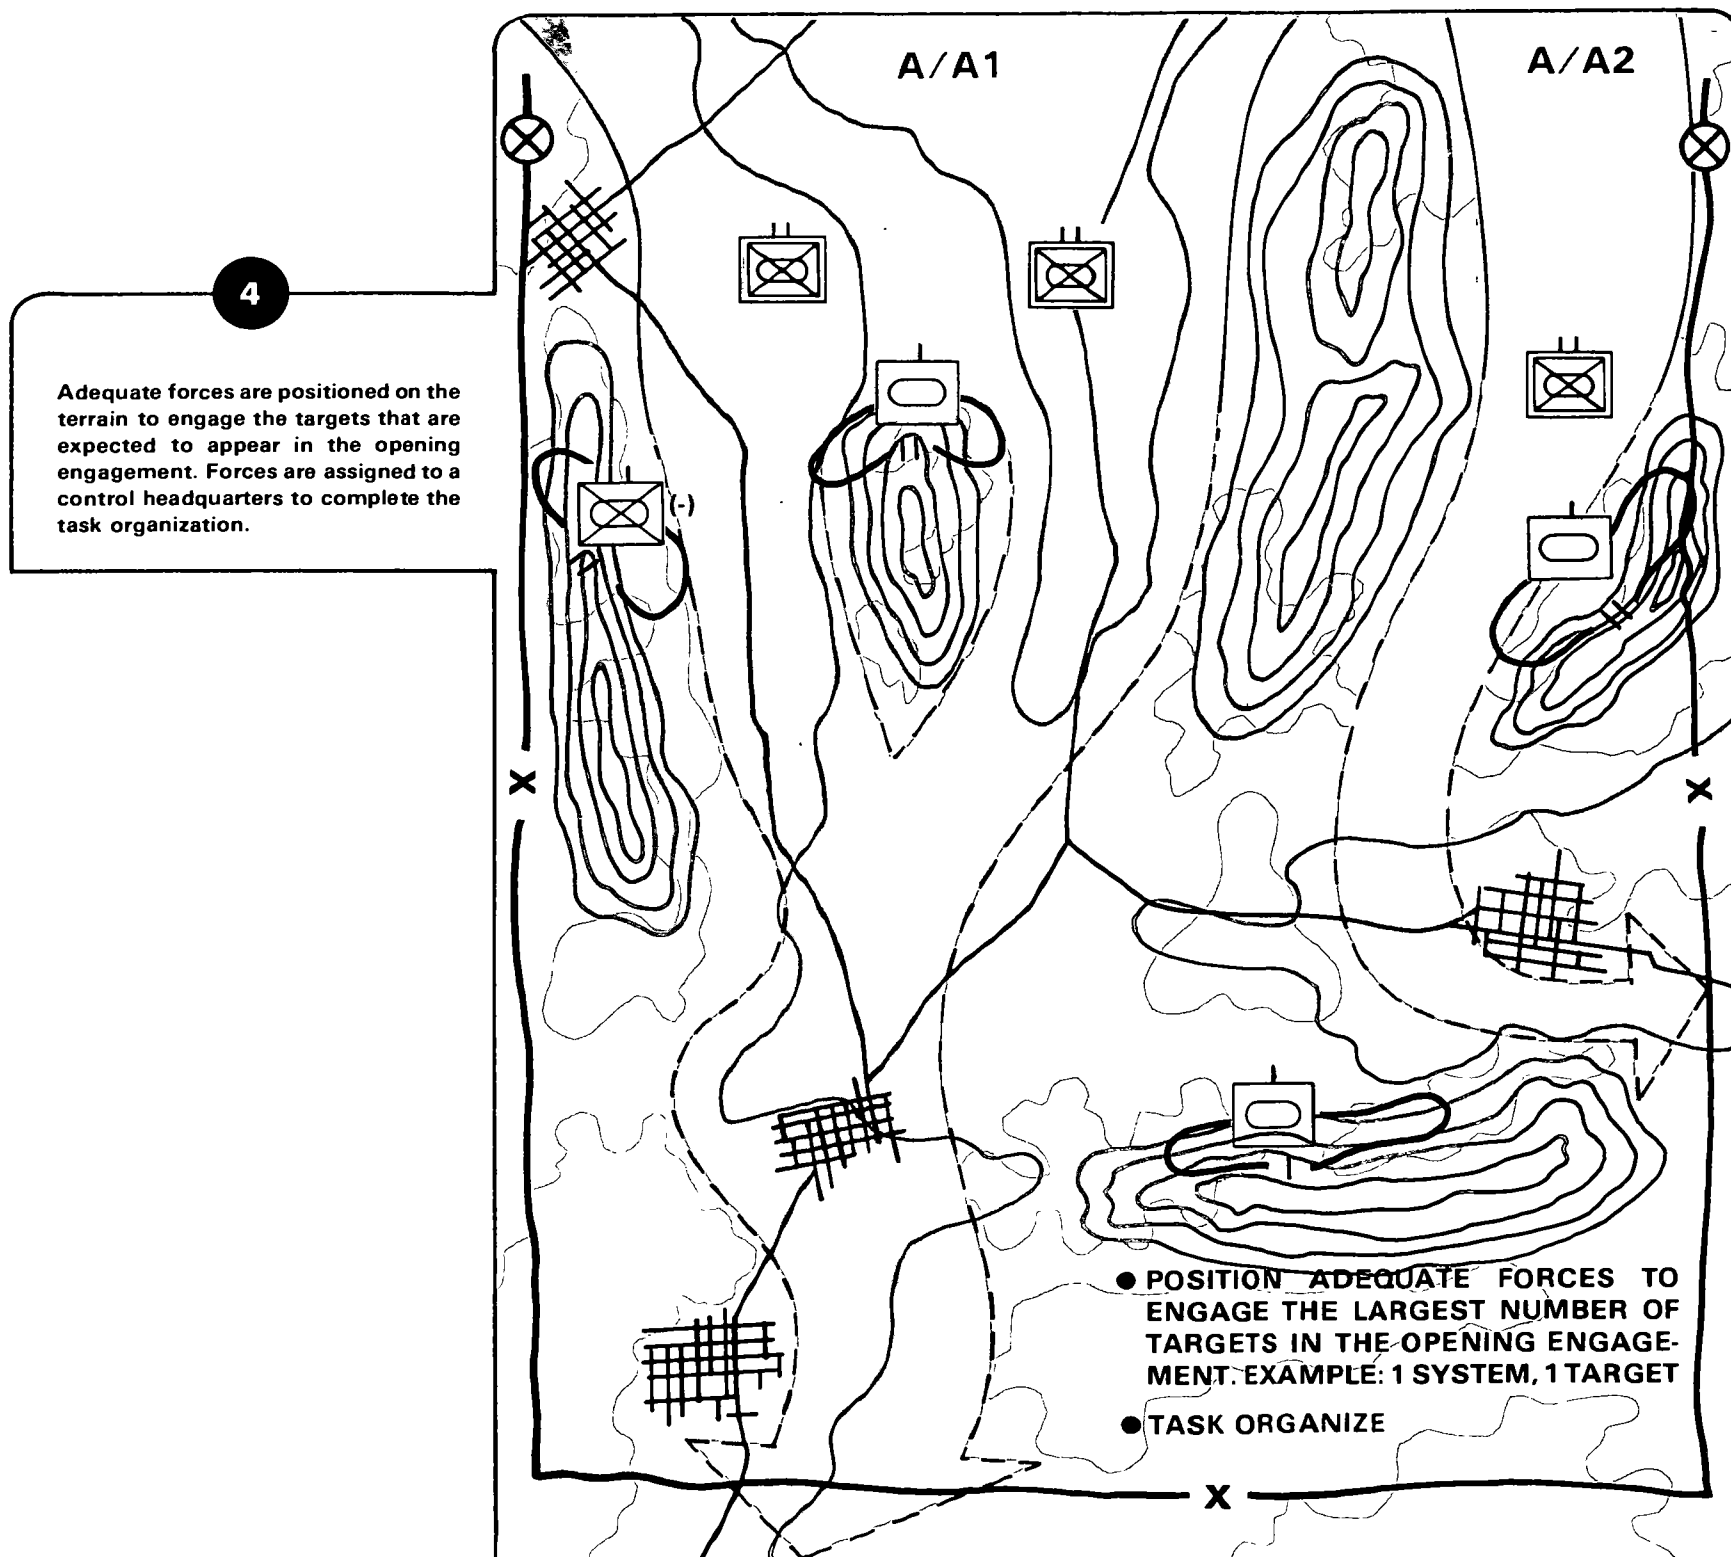 A/A1
A/A2
4
Adequate forces are positioned on the
terrain to engage the targets that are
expected to appear in the opening
engagement. Forces are assigned to a
control headquarters to complete the
task organization.
(-)
X
X
● POSITION ADEQUATE FORCES TO
ENGAGE THE LARGEST NUMBER OF
TARGETS IN THE OPENING ENGAGE-
MENT. EXAMPLE: 1 SYSTEM, 1 TARGET
● TASK ORGANIZE
X